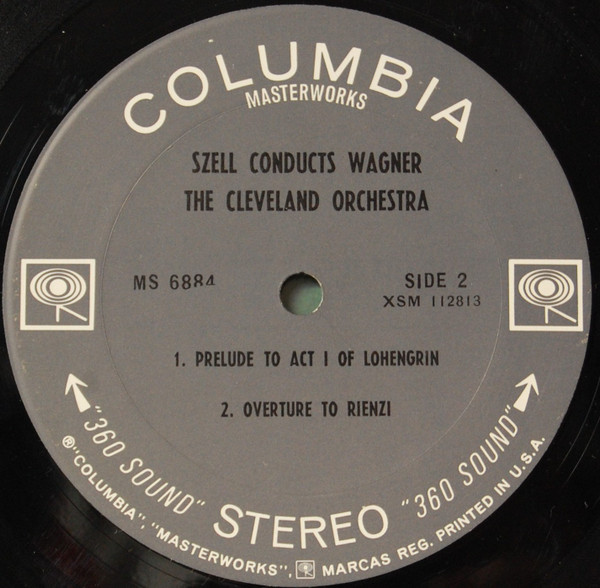 COLUMBIA
MASTERWORKS
SZELL CONDUCTS WAGNER
THE CLEVELAND ORCHESTRA
MS 6884
SIDE 2
XSM 112813
1. PRELUDE TO ACT I OF LOHENGRIN
2. OVERTURE TO RIENZI
"360 SOUND" STEREO "360 SOUND"
®"COLUMBIA", "MASTERWORKS", MARCAS REG. PRINTED IN U.S.A.